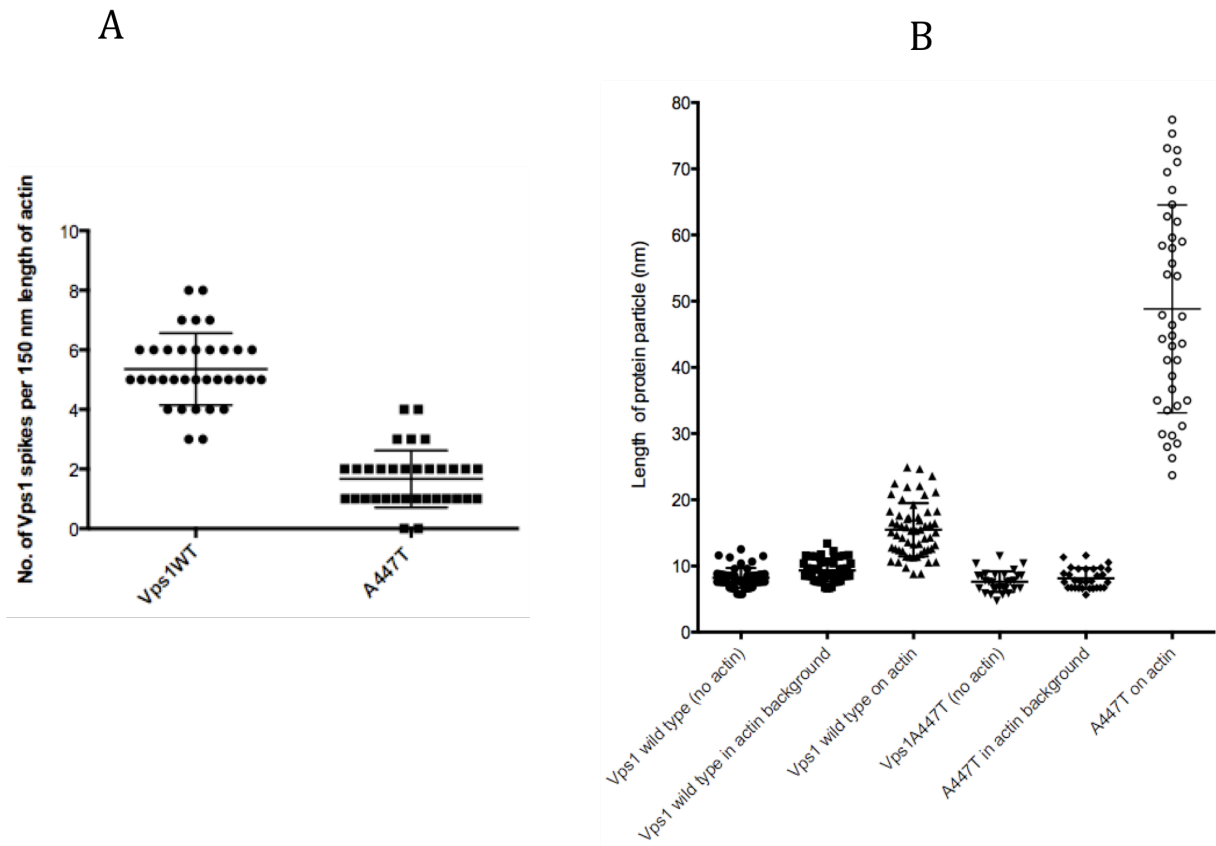 A
B
No. of Vps1 spikes per 150 nm length of actin
10
8
6
4
2
0
Vps1WT
A447T
Length of protein particle (nm)
80
70
60
50
40
30
20
10
0
Vps1 wild type (no actin)
Vps1 wild type in actin background
Vps1 wild type on actin
Vps1A447T (no actin)
A447T in actin background
A447T on actin